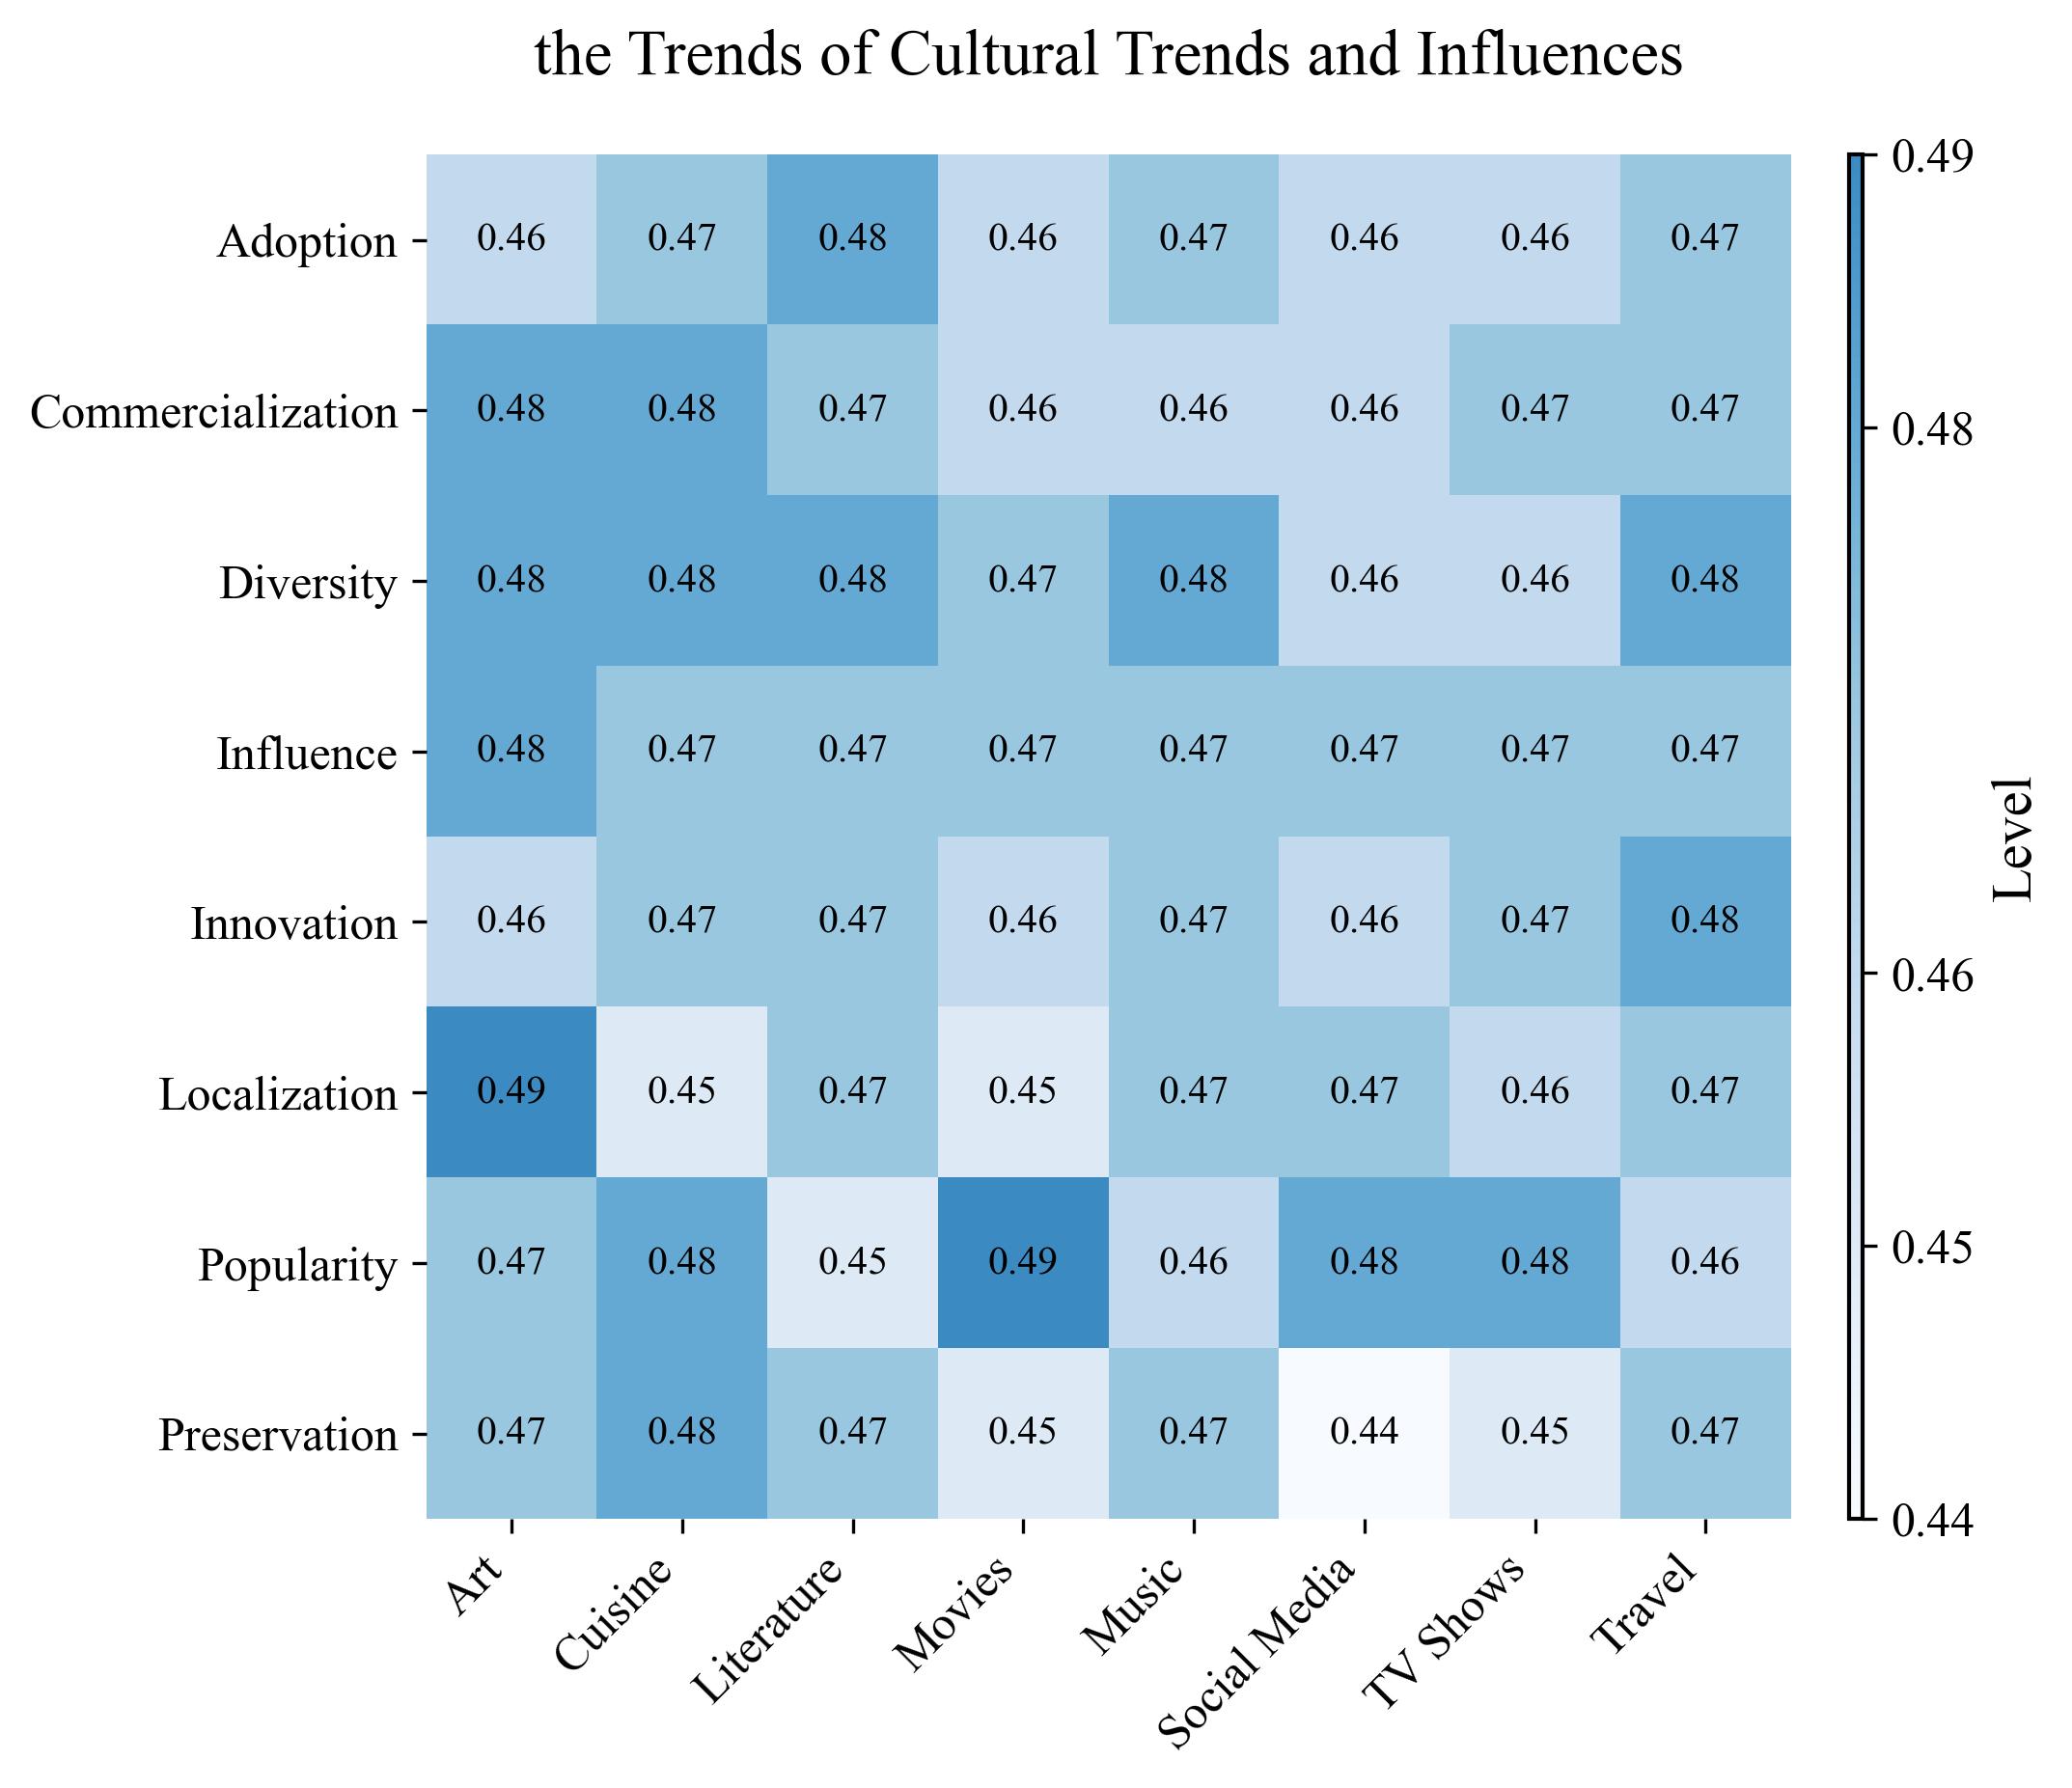 the Trends of Cultural Trends and Influences
Adoption 0.46 0.47 0.48 0.46 0.47 0.46 0.46 0.47
Commercialization 0.48 0.48 0.47 0.46 0.46 0.46 0.47 0.47
Diversity 0.48 0.48 0.48 0.47 0.48 0.46 0.46 0.48
Influence 0.48 0.47 0.47 0.47 0.47 0.47 0.47 0.47
Innovation 0.46 0.47 0.47 0.46 0.47 0.46 0.47 0.48
Localization 0.49 0.45 0.47 0.45 0.47 0.47 0.46 0.47
Popularity 0.47 0.48 0.45 0.49 0.46 0.48 0.48 0.46
Preservation 0.47 0.48 0.47 0.45 0.47 0.44 0.45 0.47
Art
Cuisine
Literature
Movies
Music
Social Media
TV Shows
Travel
0.49
0.48
0.46
0.45
0.44
Level